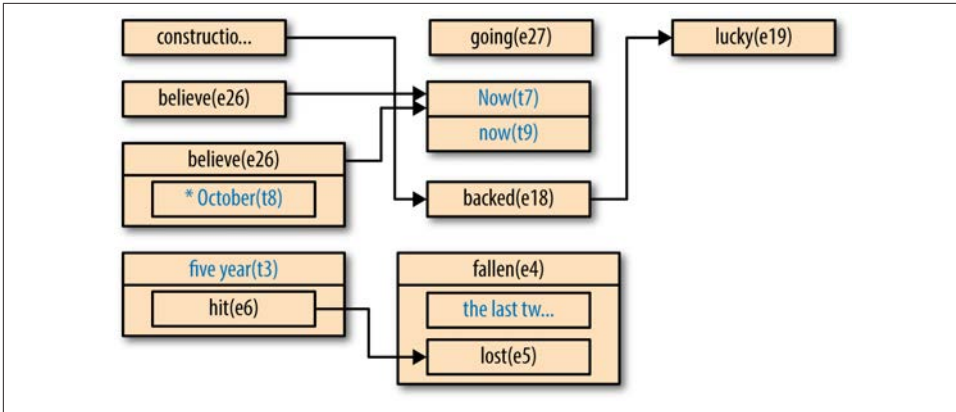 constructio...
going(e27)
lucky(e19)
believe(e26)
Now(t7)
now(t9)
believe(e26)
* October(t8)
backed(e18)
five year(t3)
hit(e6)
fallen(e4)
the last tw...
lost(e5)